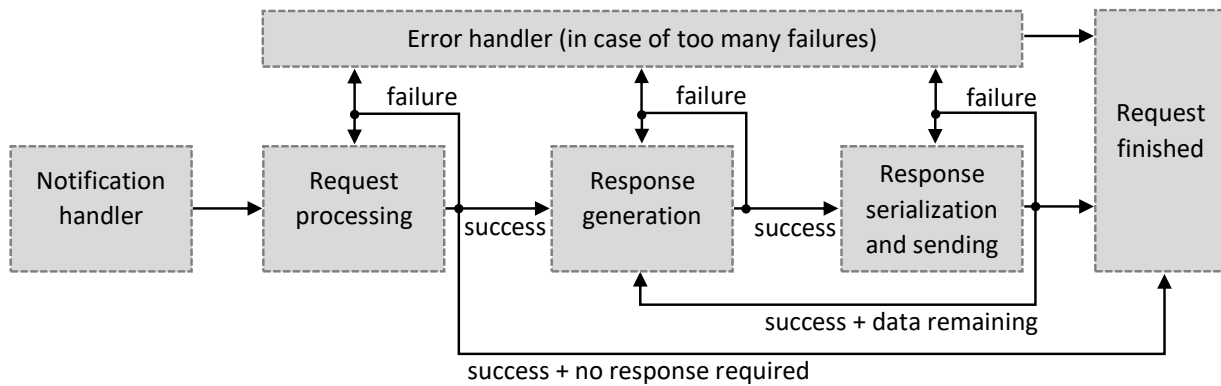 Error handler (in case of too many failures)
failure
failure
failure
Request
finished
Notification
handler
Request
processing
success
Response
generation
success
Response
serialization
and sending
success + data remaining
success + no response required